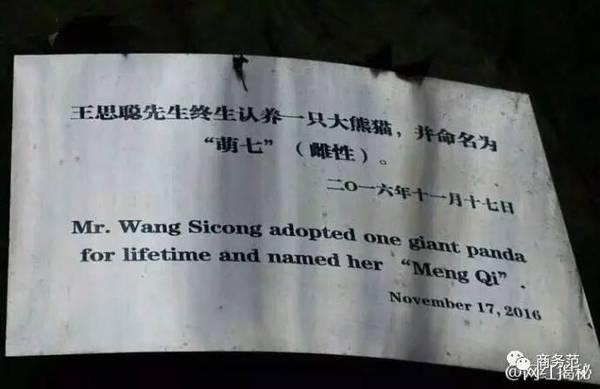 王思聪先生终生认养一只大熊猫，并命名为
“萌七”（雌性）。
二〇一六年十一月十七日
Mr. Wang Sicong adopted one giant panda
for lifetime and named her “Meng Qi”.
November 17, 2016
商务范
@网红揭秘